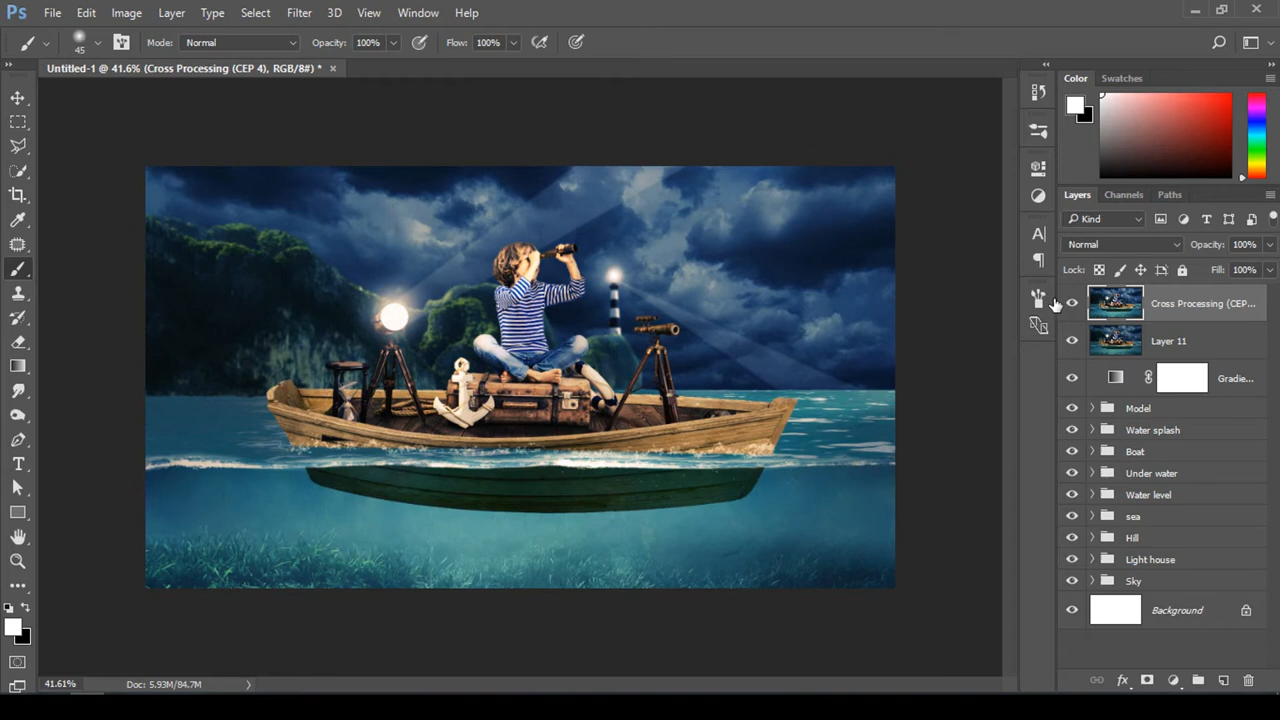 Ps File Edit Image Layer Type Select Filter 3D View Window Help
45 Mode: Normal Opacity: 100% Flow: 100%
Untitled-1 @ 41.6% (Cross Processing (CEP 4), RGB/8#) * ×
Color Swatches
Layers Channels Paths
Kind
Normal Opacity: 100%
Lock: Fill: 100%
Cross Processing (CEP...
Layer 11
Gradie...
Model
Water splash
Boat
Under water
Water level
sea
Hill
Light house
Sky
Background
41.61% Doc: 5.93M/84.7M